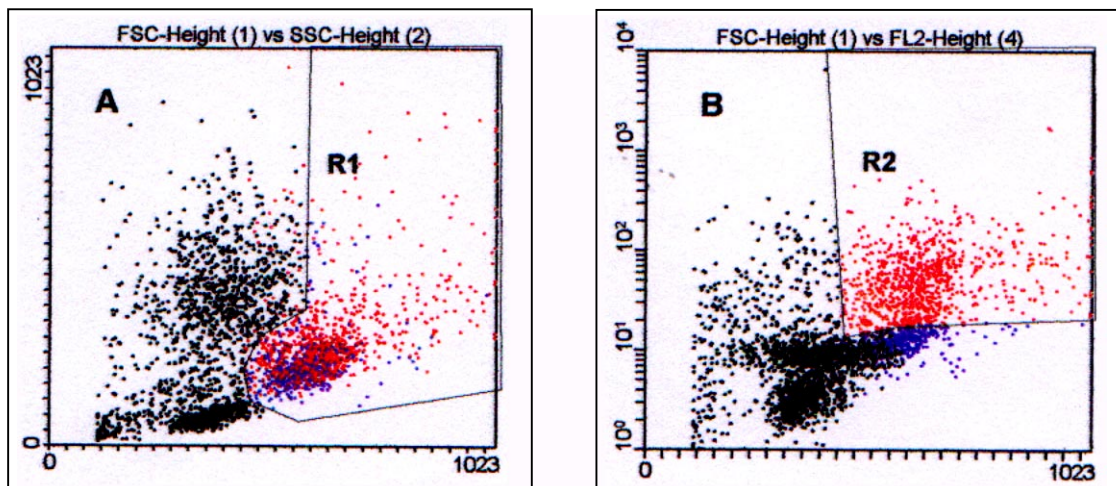 FSC-Height (1) vs SSC-Height (2)
1023
A
R1
0
0
1023
FSC-Height (1) vs FL2-Height (4)
10⁴
B
10³
R2
10²
10¹
10⁰
0
1023